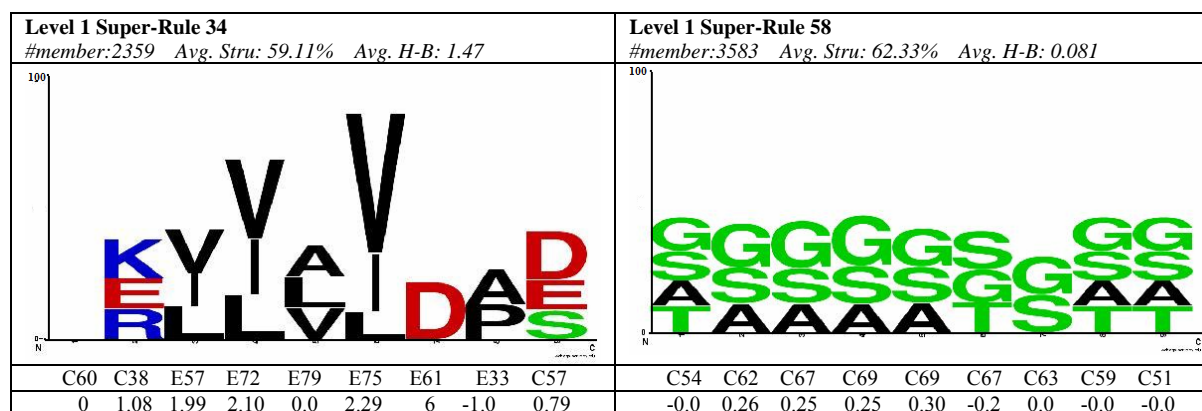 Level 1 Super-Rule 34
#member:2359 Avg. Stru: 59.11% Avg. H-B: 1.47
100
K V V A V D A D
E I I L I P E
R L L V L S
0
N C
C60 C38 E57 E72 E79 E75 E61 E33 C57
0 1.08 1.99 2.10 0.0 2.29 6 -1.0 0.79
Level 1 Super-Rule 58
#member:3583 Avg. Stru: 62.33% Avg. H-B: 0.081
100
G G G G G S G G G
S S S S S G S S S
A A A A A T A A
T T T
0
N C
C54 C62 C67 C69 C69 C67 C63 C59 C51
-0.0 0.26 0.25 0.25 0.30 -0.2 0.0 -0.0 -0.0